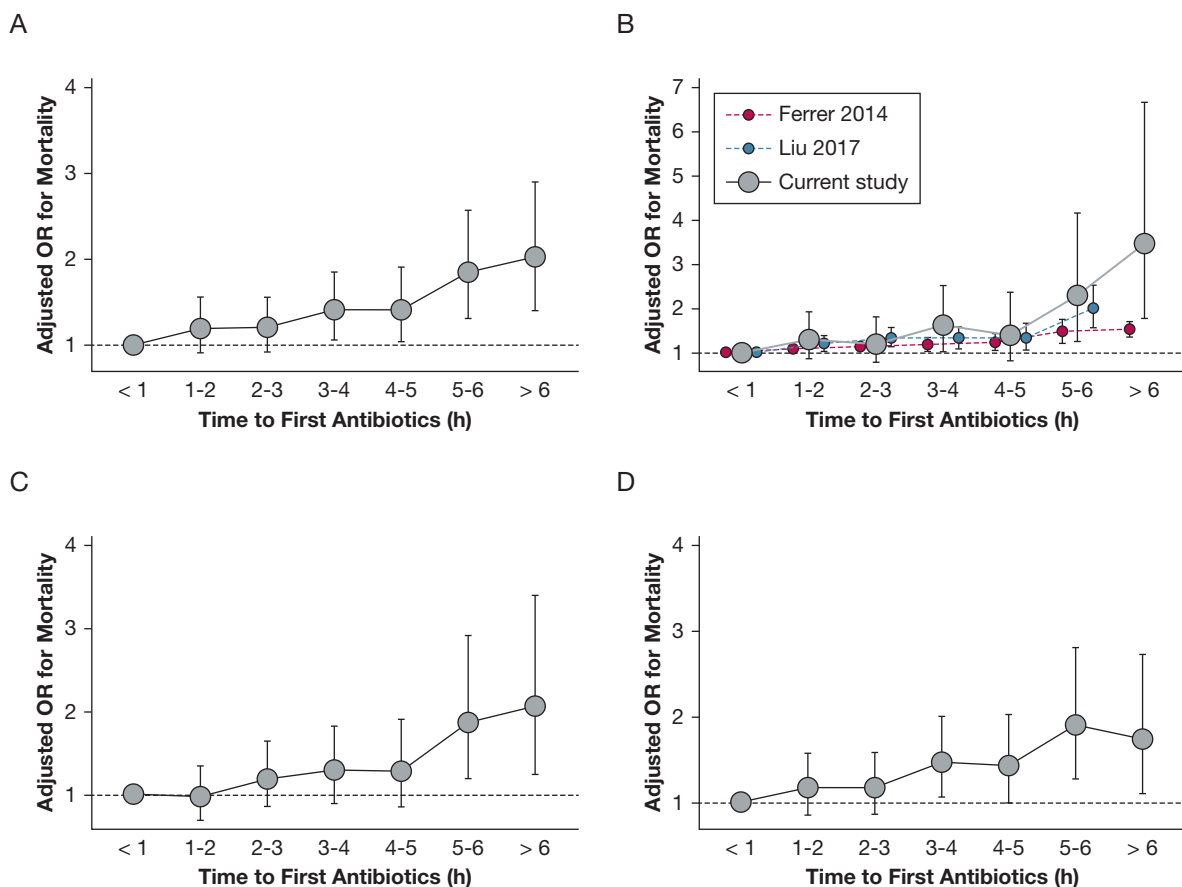 A
Adjusted OR for Mortality
4
3
2
1
< 1 1-2 2-3 3-4 4-5 5-6 > 6
Time to First Antibiotics (h)
B
Adjusted OR for Mortality
7
6
5
4
3
2
1
Ferrer 2014
Liu 2017
Current study
< 1 1-2 2-3 3-4 4-5 5-6 > 6
Time to First Antibiotics (h)
C
Adjusted OR for Mortality
4
3
2
1
< 1 1-2 2-3 3-4 4-5 5-6 > 6
Time to First Antibiotics (h)
D
Adjusted OR for Mortality
4
3
2
1
< 1 1-2 2-3 3-4 4-5 5-6 > 6
Time to First Antibiotics (h)